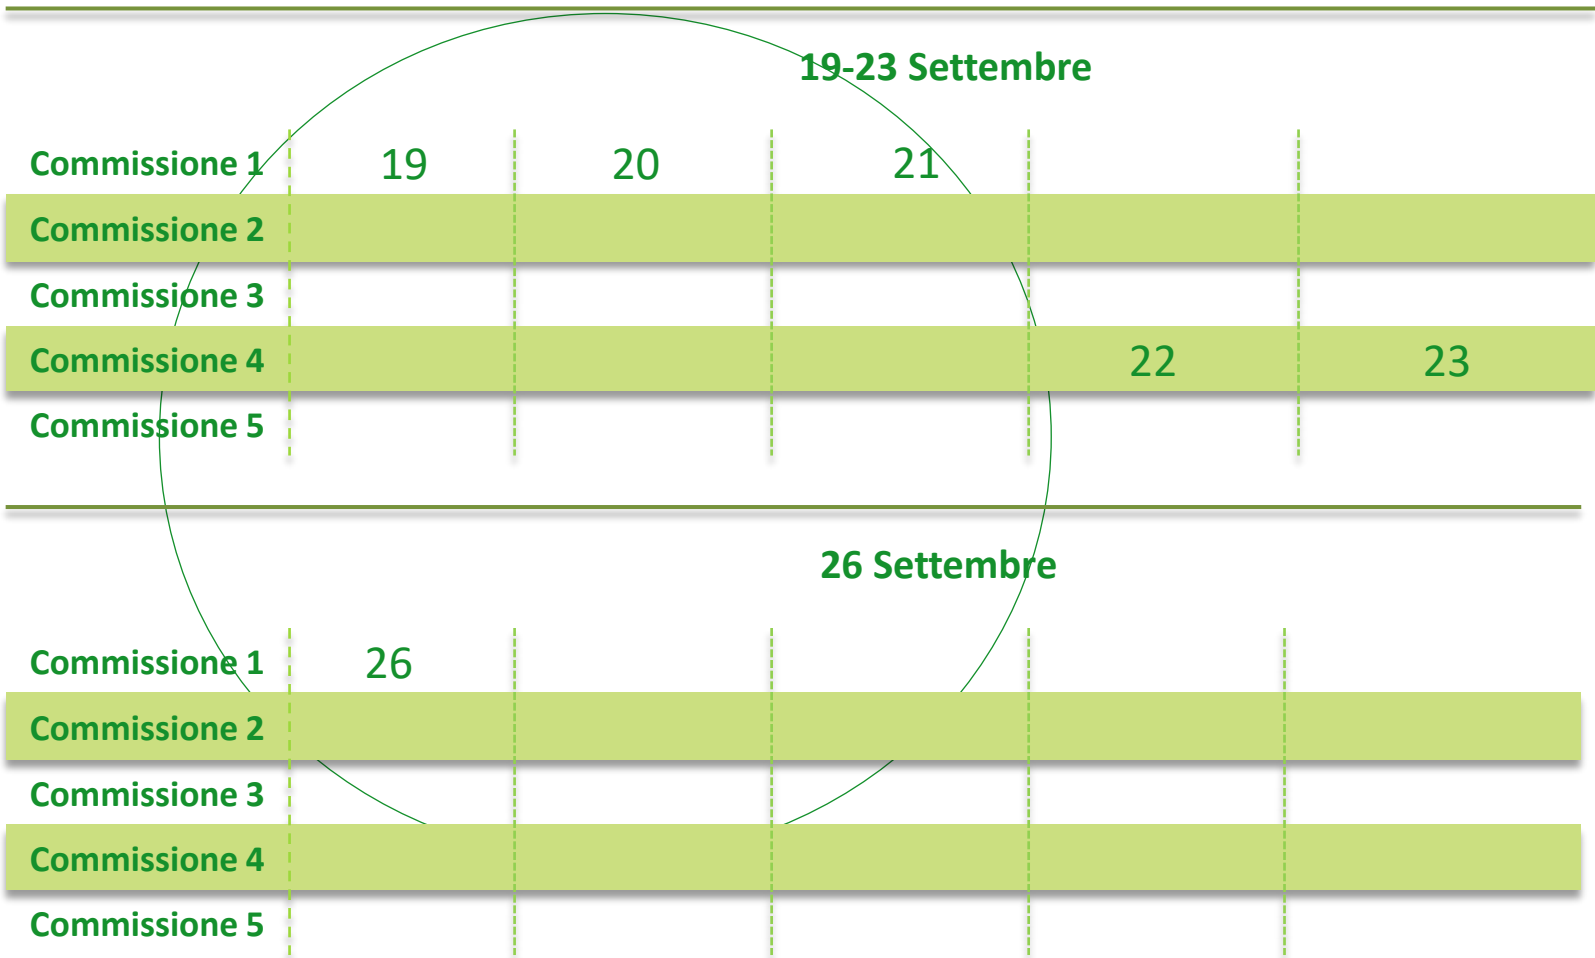 19-23 Settembre
Commissione 1 19 20 21
Commissione 2
Commissione 3
Commissione 4 22 23
Commissione 5
26 Settembre
Commissione 1 26
Commissione 2
Commissione 3
Commissione 4
Commissione 5